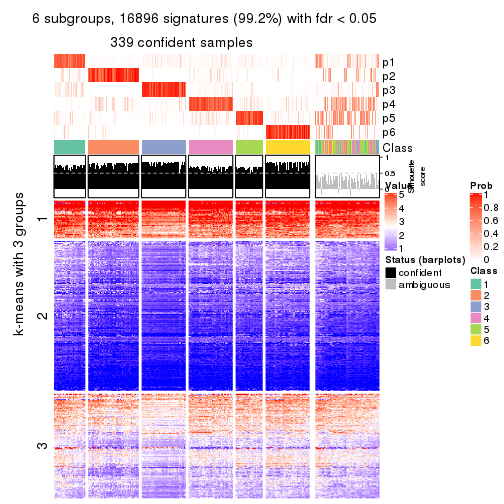 6 subgroups, 16896 signatures (99.2%) with fdr < 0.05
339 confident samples
p1
p2
p3
p4
p5
p6
Class
1
0.5
0
Silhouette
score
k-means with 3 groups
1
2
3
Value
5
4
3
2
1
Status (barplots)
confident
ambiguous
Prob
1
0.8
0.6
0.4
0.2
0
Class
1
2
3
4
5
6